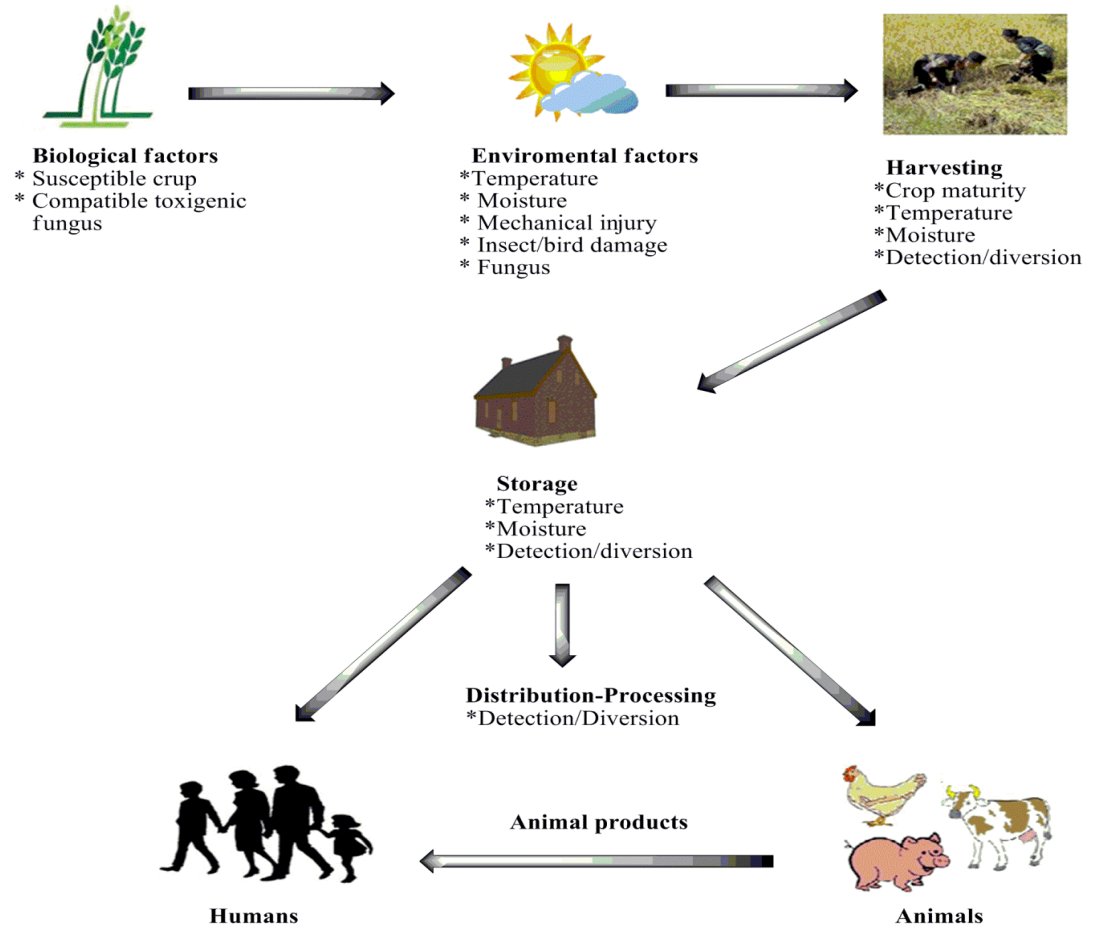 Biological factors
* Susceptible crup
* Compatible toxigenic
fungus
Enviromental factors
*Temperature
* Moisture
* Mechanical injury
* Insect/bird damage
* Fungus
Harvesting
*Crop maturity
*Temperature
*Moisture
*Detection/diversion
Storage
*Temperature
*Moisture
*Detection/diversion
Distribution-Processing
*Detection/Diversion
Animal products
Humans
Animals